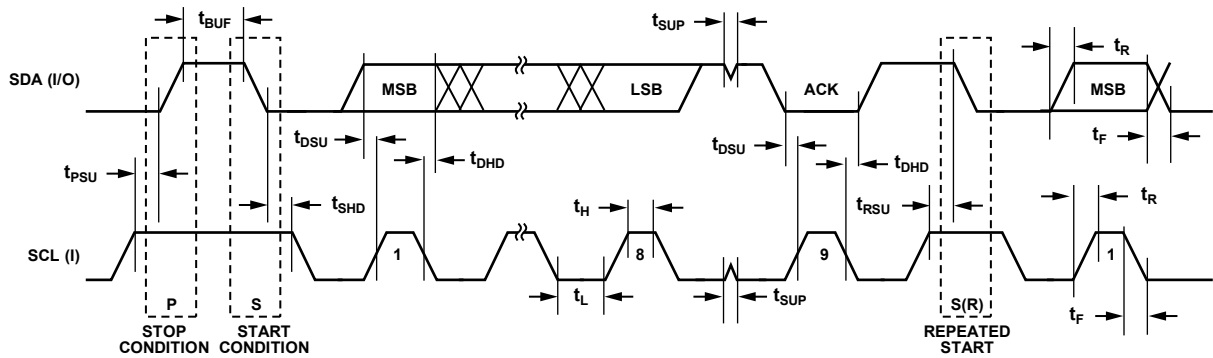 tBUF
tSUP
tR
SDA (I/O)
MSB
LSB
ACK
MSB
tDSU
tDHD
tDSU
tDHD
tF
tPSU
tSHD
tH
tRSU
tR
SCL (I)
1
8
9
1
P
S
tL
tSUP
S(R)
tF
STOP CONDITION
START CONDITION
REPEATED START